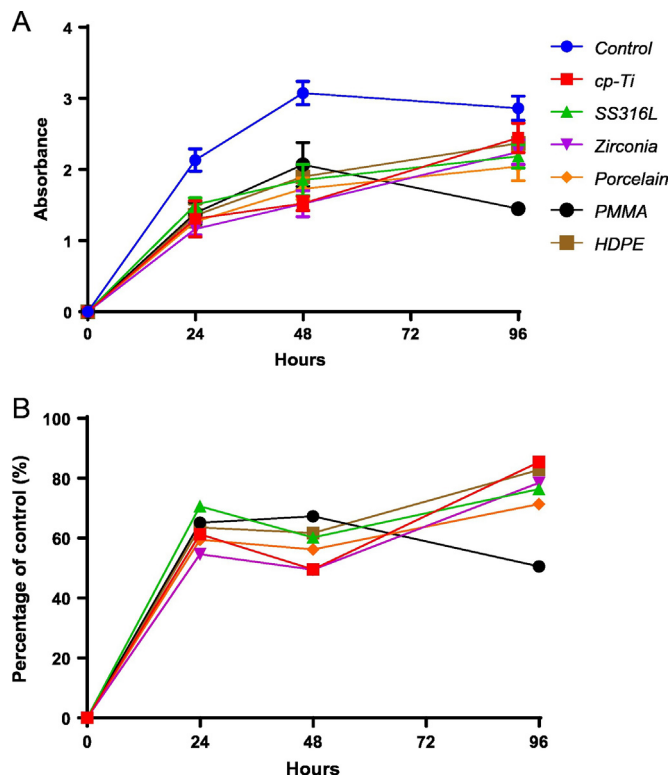 A
4
3
2
1
0
Absorbance
0 24 48 72 96
Hours
Control
cp-Ti
SS316L
Zirconia
Porcelain
PMMA
HDPE
B
100
80
60
40
20
0
Percentage of control (%)
0 24 48 72 96
Hours